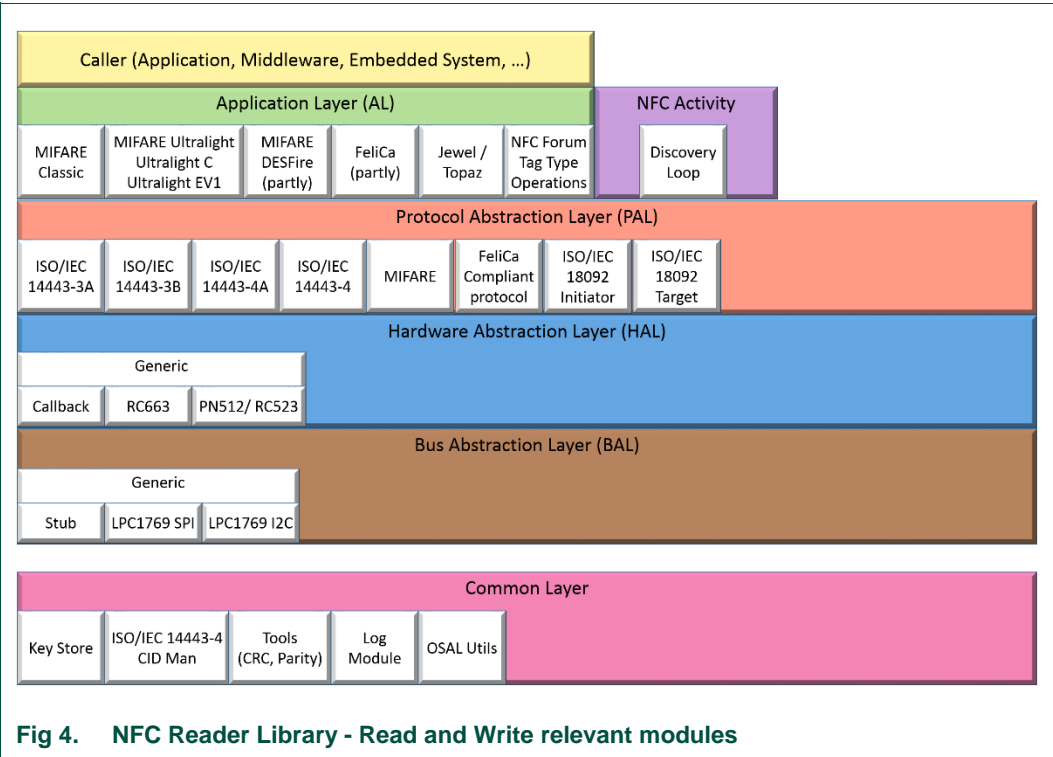 Caller (Application, Middleware, Embedded System, ...)
Application Layer (AL)
NFC Activity
MIFARE
Classic
MIFARE Ultralight
Ultralight C
Ultralight EV1
MIFARE
DESFire
(partly)
FeliCa
(partly)
Jewel /
Topaz
NFC Forum
Tag Type
Operations
Discovery
Loop
Protocol Abstraction Layer (PAL)
ISO/IEC
14443-3A
ISO/IEC
14443-3B
ISO/IEC
14443-4A
ISO/IEC
14443-4
MIFARE
FeliCa
Compliant
protocol
ISO/IEC
18092
Initiator
ISO/IEC
18092
Target
Hardware Abstraction Layer (HAL)
Generic
Callback
RC663
PN512/ RC523
Bus Abstraction Layer (BAL)
Generic
Stub
LPC1769 SPI
LPC1769 I2C
Common Layer
Key Store
ISO/IEC 14443-4
CID Man
Tools
(CRC, Parity)
Log
Module
OSAL Utils
Fig 4. NFC Reader Library - Read and Write relevant modules